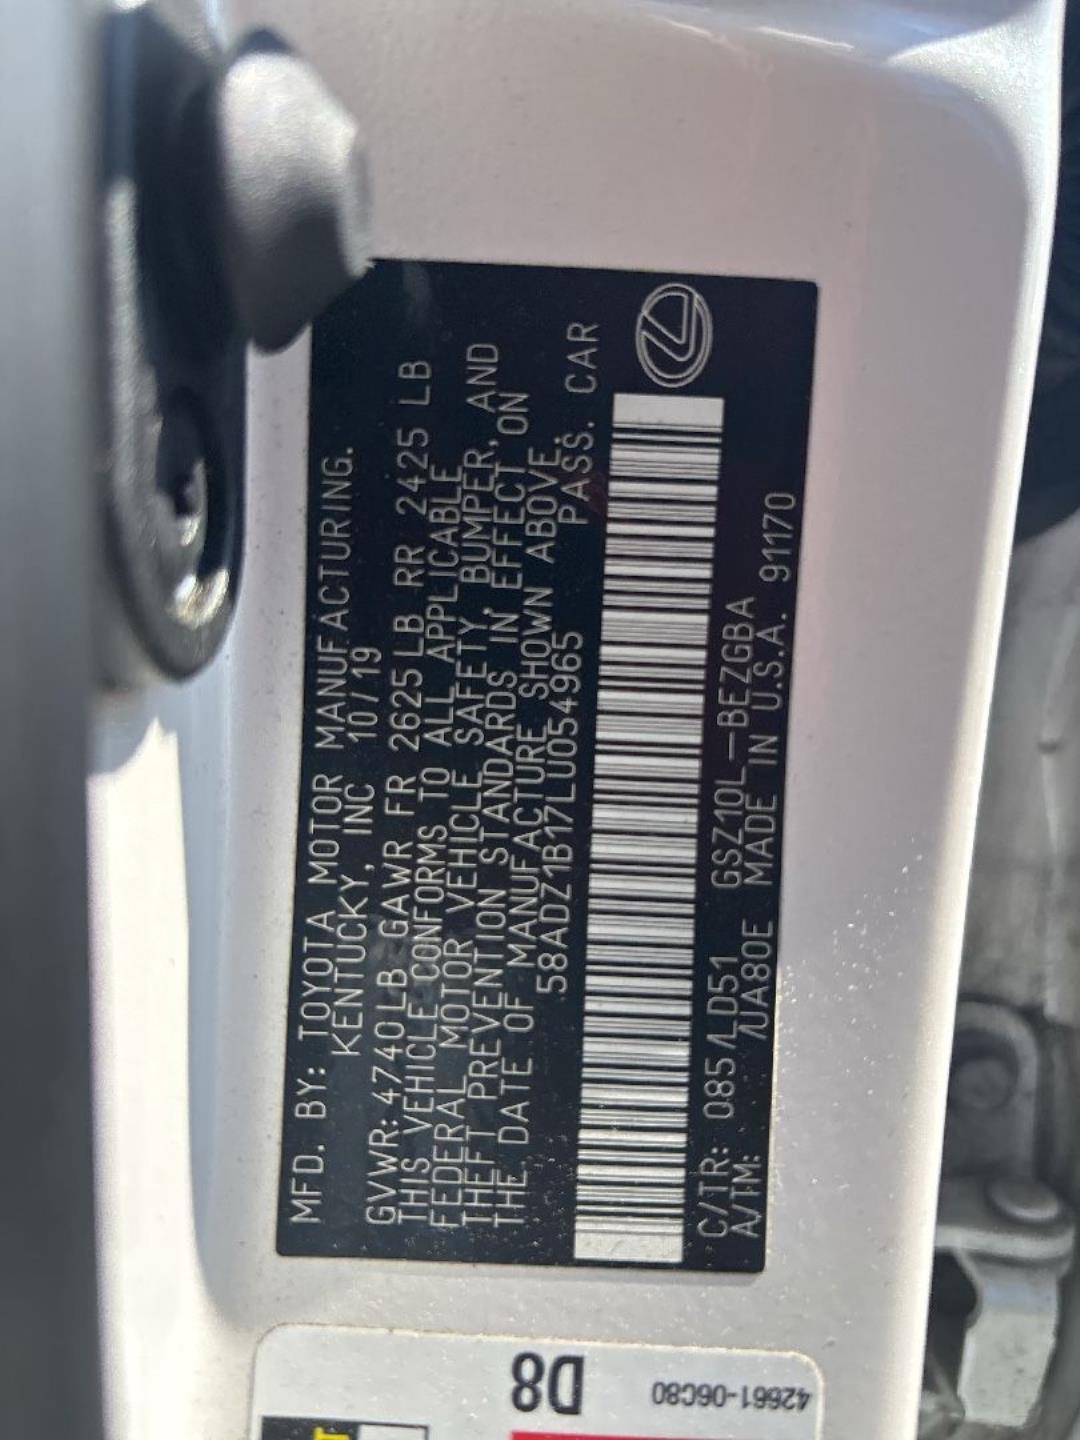 MFD. BY: TOYOTA MOTOR MANUFACTURING.
KENTUCKY, INC 10/19
GVWR: 4740LB GAWR FR 2625LB RR 2425 LB
THIS VEHICLE CONFORMS TO ALL APPLICABLE
FEDERAL MOTOR VEHICLE SAFETY, BUMPER, AND
THEFT PREVENTION STANDARDS IN EFFECT ON
THE DATE OF MANUFACTURE SHOWN ABOVE.
58ADZ1B17LU054965 PASS. CAR
C/TR: 085/LD51 GSZ10L-BEZGBA
A/TM: /UA80E MADE IN U.S.A. 91170
D8
42661-06C80